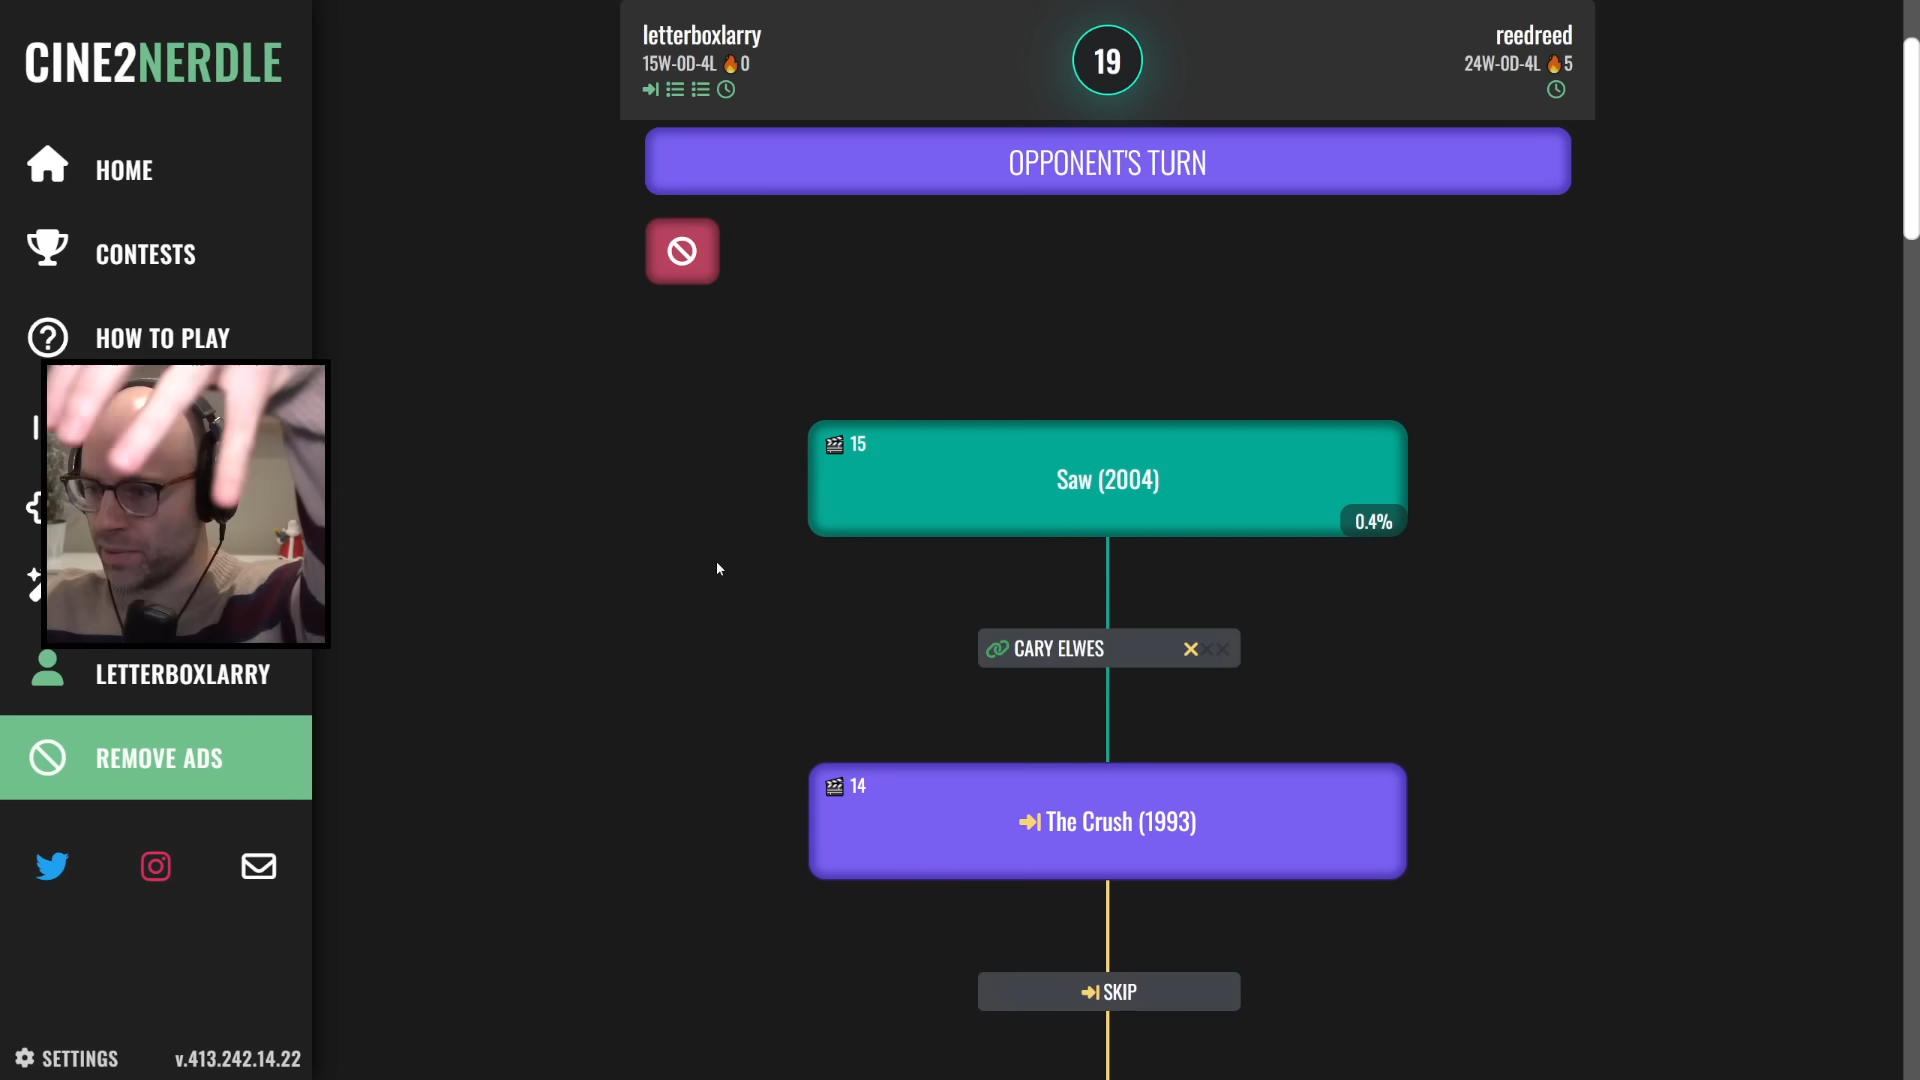 CINE2NERDLE
HOME
CONTESTS
HOW TO PLAY
LETTERBOXLARRY
REMOVE ADS
SETTINGS
v.413.242.14.22
letterboxlarry
15W-0D-4L 🔥0
19
reedreed
24W-0D-4L 🔥5
OPPONENT'S TURN
🎬 15
Saw (2004)
0.4%
CARY ELWES
🎬 14
The Crush (1993)
SKIP